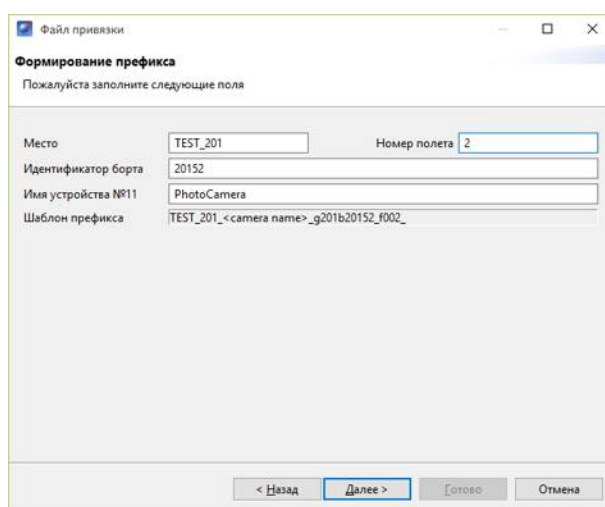 Файл привязки
Формирование префикса
Пожалуйста заполните следующие поля
Место TEST_201 Номер полета 2
Идентификатор борта 20152
Имя устройства №11 PhotoCamera
Шаблон префикса TEST_201_<camera name>_g201b20152_f002_
< Назад Далее > Готово Отмена